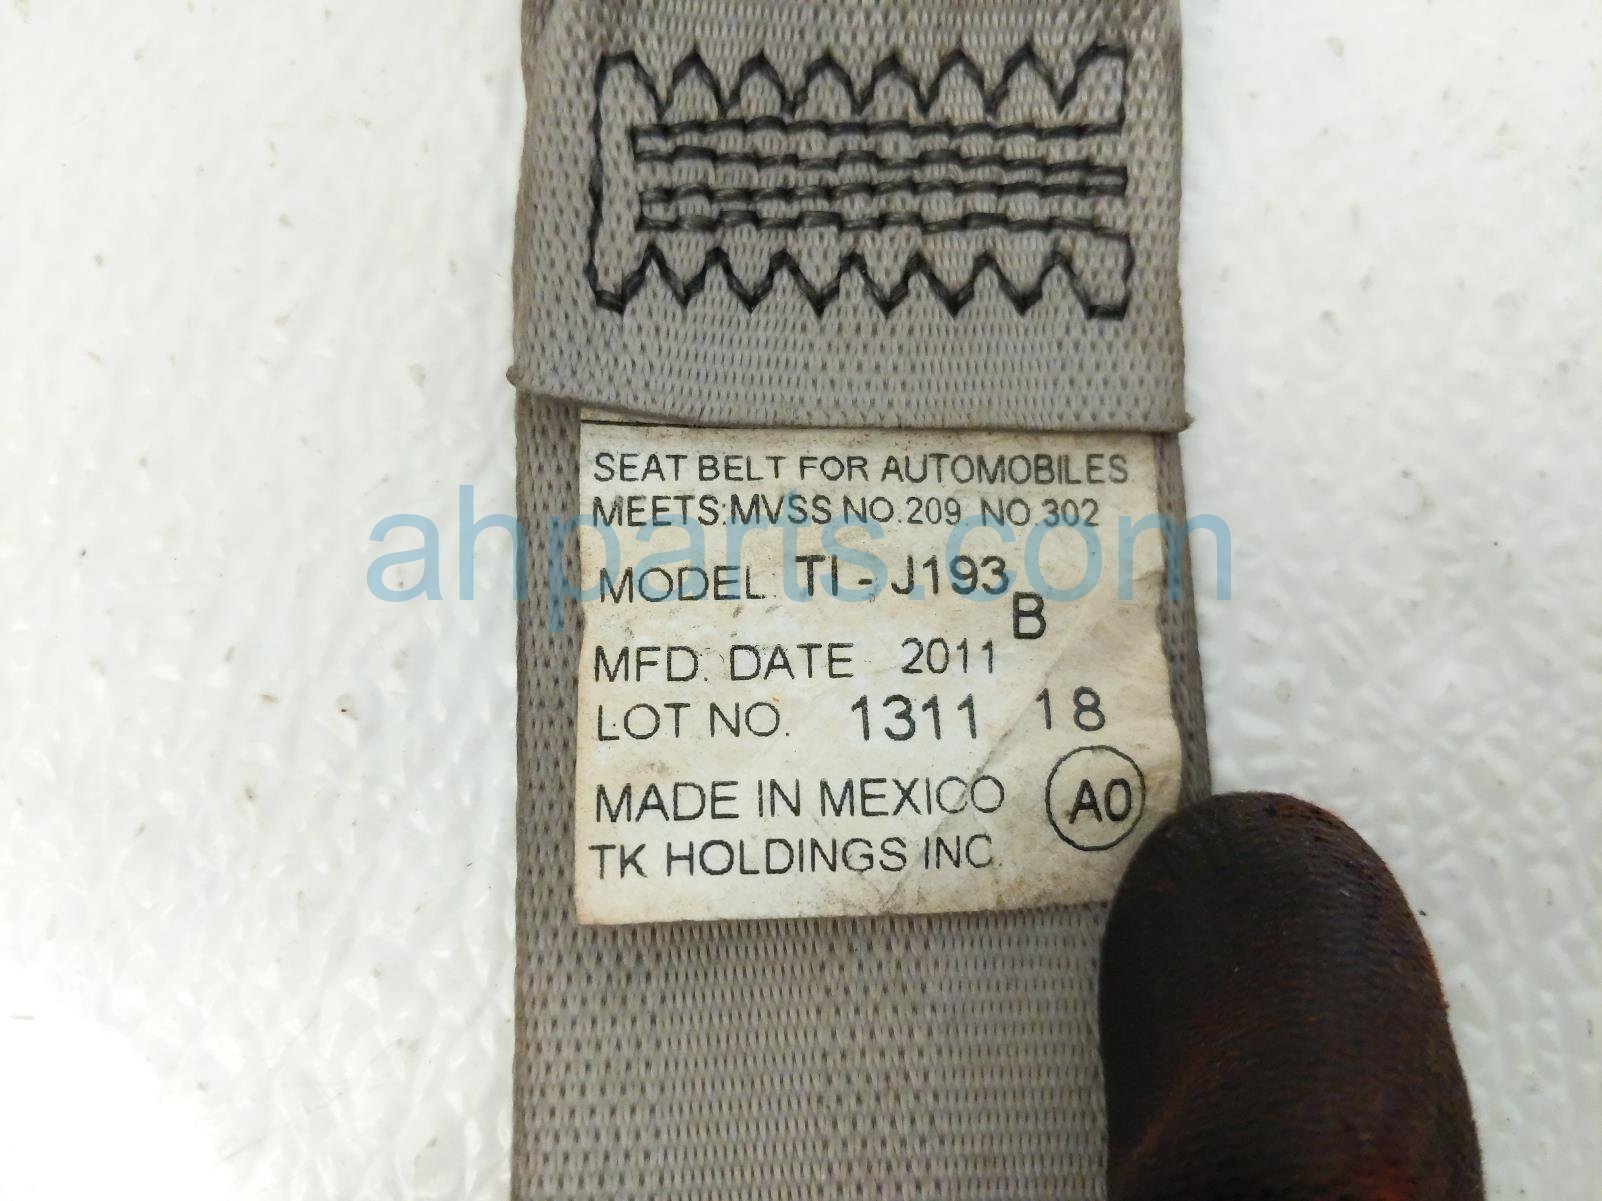 SEAT BELT FOR AUTOMOBILES
MEETS:MVSS NO.209 NO.302
MODEL TI-J193
B
MFD. DATE 2011
LOT NO. 1311 18
MADE IN MEXICO A0
TK HOLDINGS INC.
ahparts.com